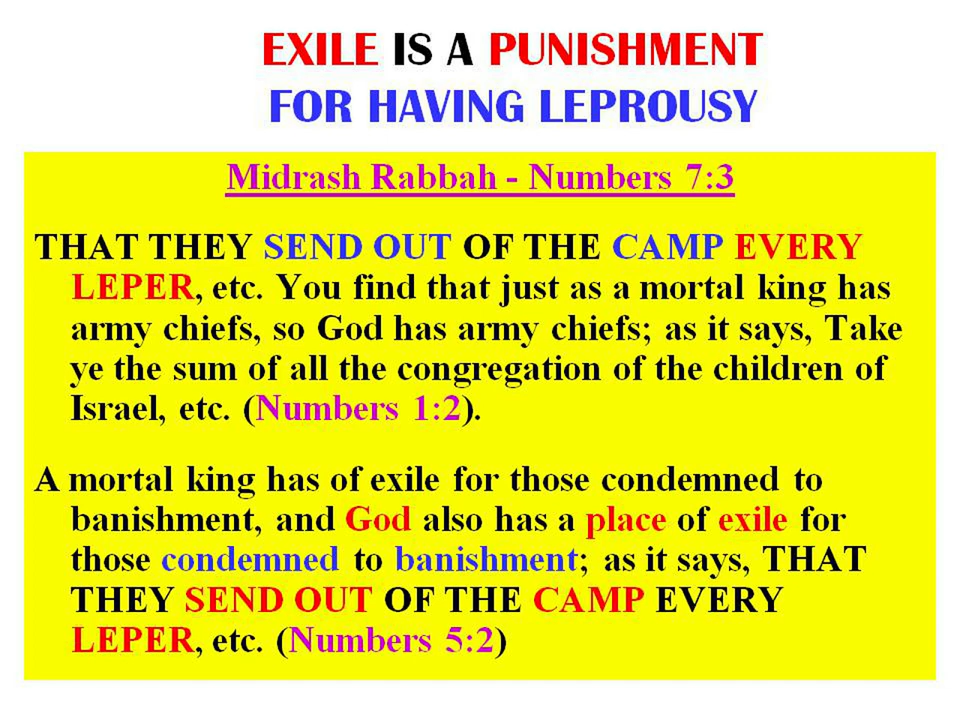 EXILE IS A PUNISHMENT
FOR HAVING LEPROUSY
Midrash Rabbah - Numbers 7:3
THAT THEY SEND OUT OF THE CAMP EVERY
LEPER, etc. You find that just as a mortal king has
army chiefs, so God has army chiefs; as it says, Take
ye the sum of all the congregation of the children of
Israel, etc. (Numbers 1:2).
A mortal king has of exile for those condemned to
banishment, and God also has a place of exile for
those condemned to banishment; as it says, THAT
THEY SEND OUT OF THE CAMP EVERY
LEPER, etc. (Numbers 5:2)